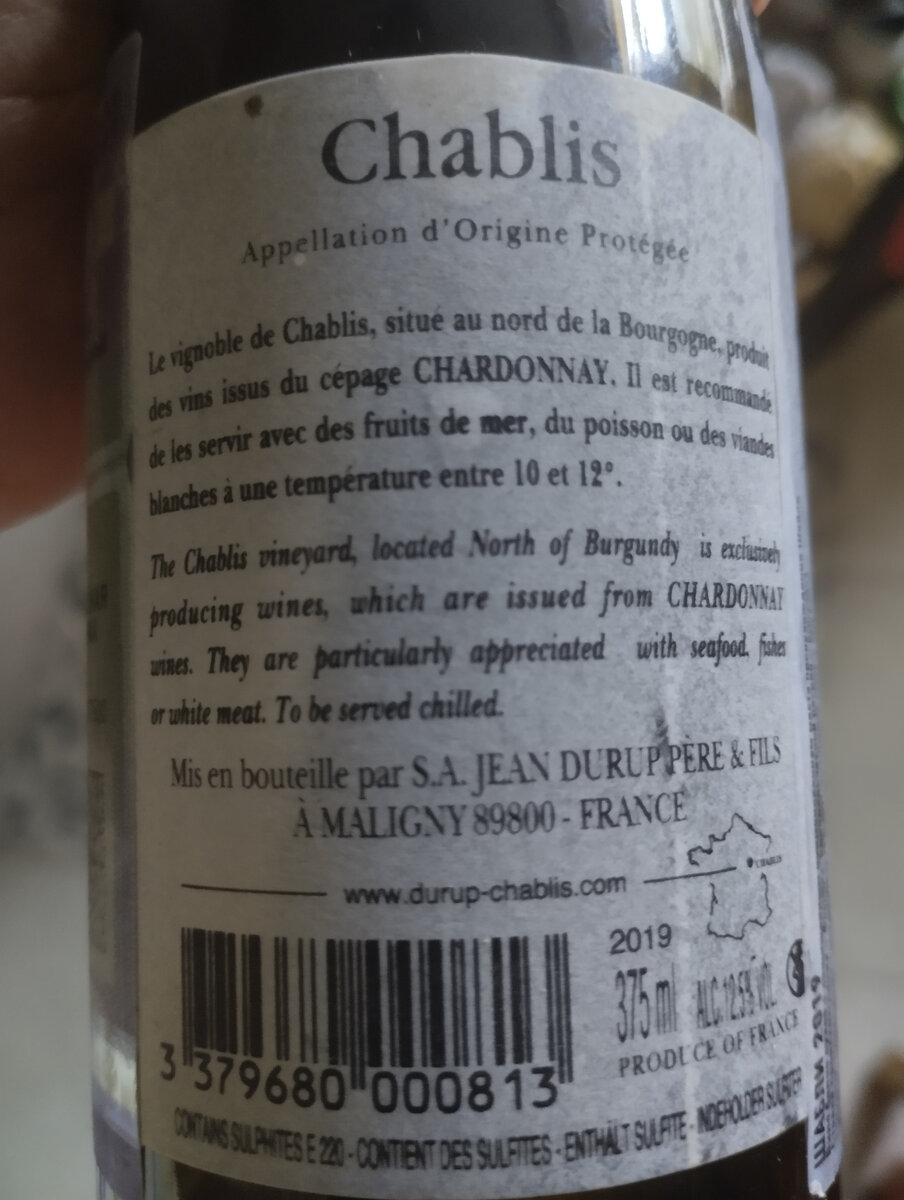 Chablis
Appellation d'Origine Protégée
Le vignoble de Chablis, situé au nord de la Bourgogne, produit
des vins issus du cépage CHARDONNAY. Il est recommandé
de les servir avec des fruits de mer, du poisson ou des viandes
blanches à une température entre 10 et 12°.
The Chablis vineyard, located North of Burgundy is exclusively
producing wines, which are issued from CHARDONNAY
wines. They are particularly appreciated with seafood, fishes
or white meat. To be served chilled.
Mis en bouteille par S.A. JEAN DURUP PÈRE & FILS
À MALIGNY 89800 - FRANCE
CHABLIS
www.durup-chablis.com
2019
375 ml ALC. 12,5% VOL.
PRODUCE OF FRANCE
3 379680 000813
CONTAINS SULPHITES E 220 - CONTIENT DES SULFITES - ENTHÄLT SULFITE - INDEHOLDER SULFITTER
ШАБЛИ 2019